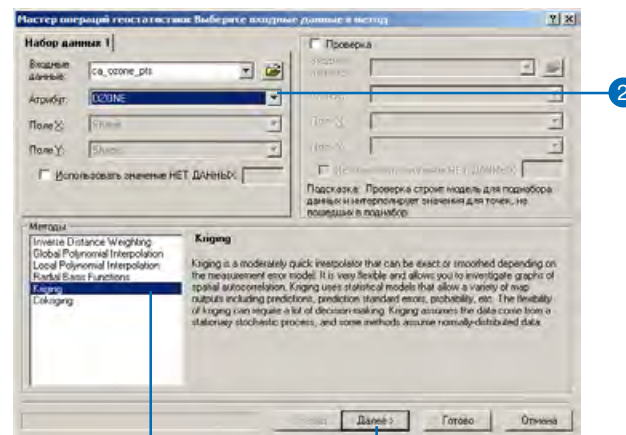 Мастер операций геостатистики: Выберите входные данные и метод
Набор данных 1
Входные данные:
ca_ozone_pts
Атрибут:
OZONE
Поле X:
Shape
Поле Y:
Shape
Использовать значение НЕТ ДАННЫХ:
Проверка
Подсказка: Проверка строит модель для поднабора
данных и интерполирует значения для точек, не
вошедших в поднабор.
2
Методы
Inverse Distance Weighting
Global Polynomial Interpolation
Local Polynomial Interpolation
Radial Basis Functions
Kriging
Cokriging
Kriging
Kriging is a moderately quick interpolator that can be exact or smoothed depending on
the measurement error model. It is very flexible and allows you to investigate graphs of
spatial autocorrelation. Kriging uses statistical models that allow a variety of map
outputs including predictions, prediction standard errors, probability, etc. The flexibility
of kriging can require a lot of decision-making. Kriging assumes the data come from a
stationary stochastic process, and some methods assume normally-distributed data.
Далее >
Готово
Отмена